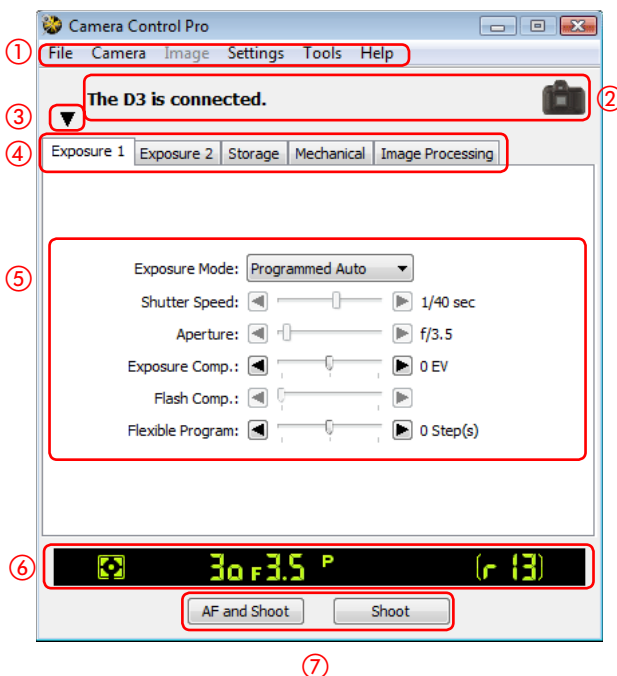 Camera Control Pro
① File Camera Image Settings Tools Help
The D3 is connected. ②
③ ▼
④ Exposure 1 Exposure 2 Storage Mechanical Image Processing
⑤
Exposure Mode: Programmed Auto
Shutter Speed: 1/40 sec
Aperture: f/3.5
Exposure Comp.: 0 EV
Flash Comp.:
Flexible Program: 0 Step(s)
⑥ 30 F3.5 P (r 13)
AF and Shoot Shoot
⑦